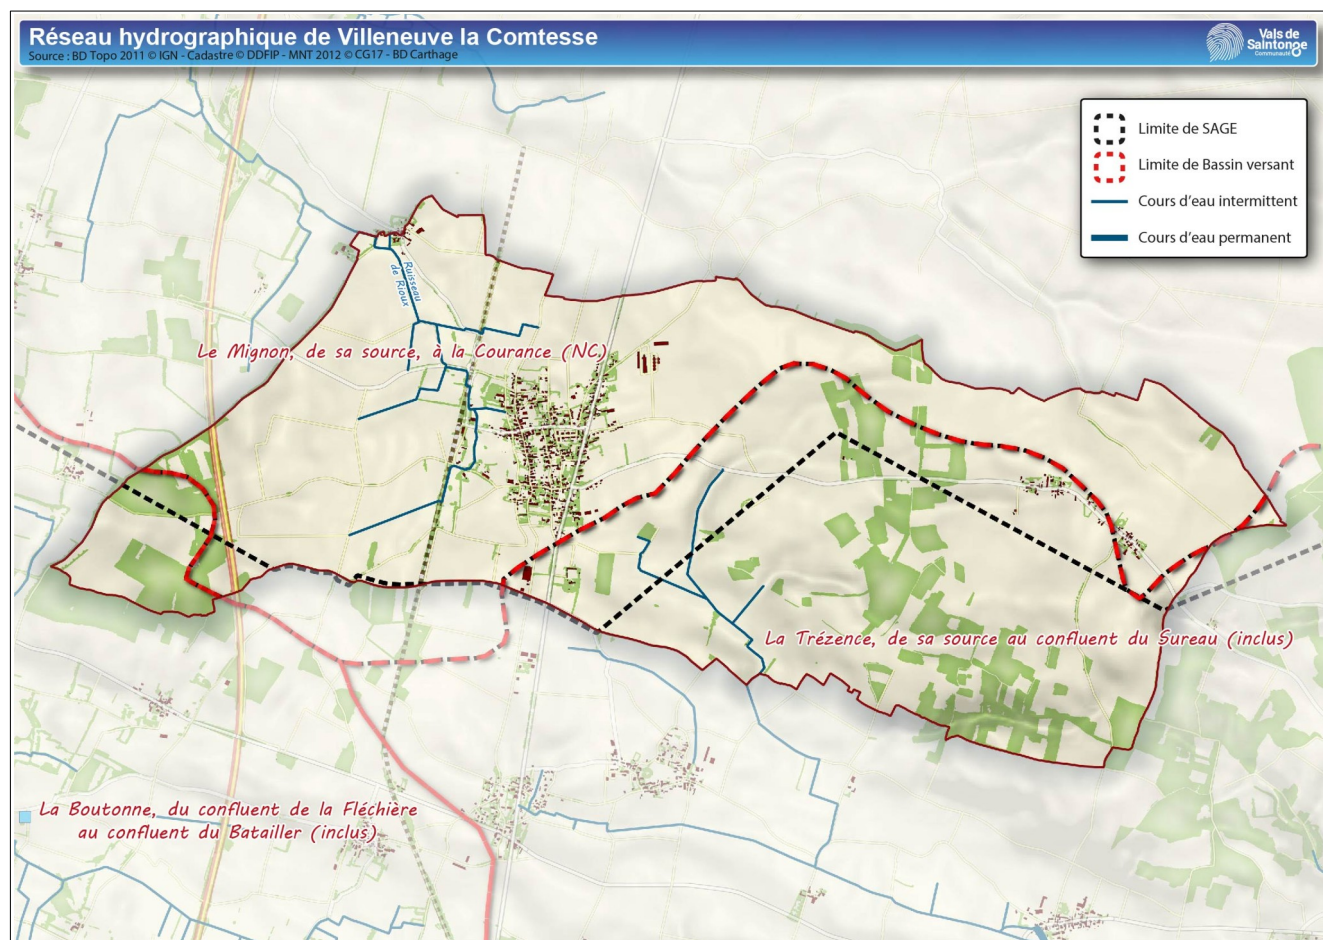 Réseau hydrographique de Villeneuve la Comtesse
Source : BD Topo 2011 © IGN - Cadastre © DDFIP - MNT 2012 © CG17 - BD Carthage
Vals de
Saintonge
Communauté
Limite de SAGE
Limite de Bassin versant
Cours d'eau intermittent
Cours d'eau permanent
Ruisseau
de Rioux
Le Mignon, de sa source, à la Courance (NC)
La Trézence, de sa source au confluent du Sureau (inclus)
La Boutonne, du confluent de la Fléchière
au confluent du Batailler (inclus)